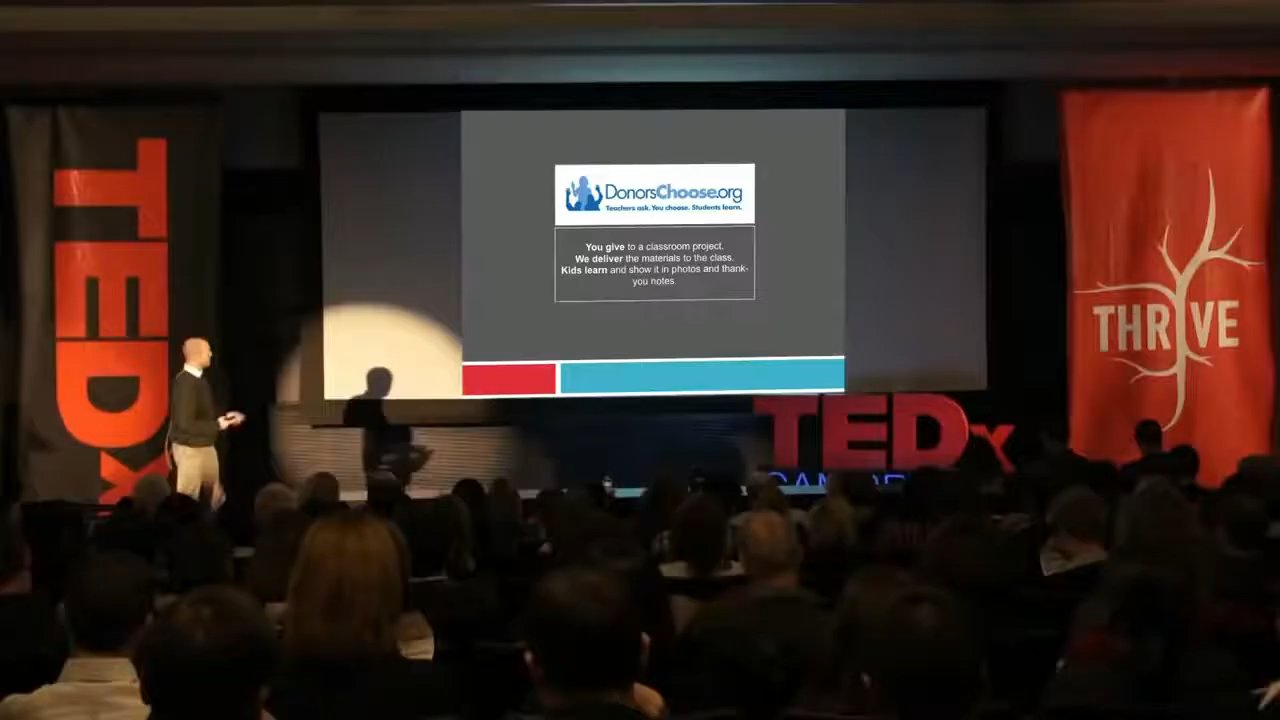 TEDx
DonorsChoose.org
Teachers ask. You choose. Students learn.
You give to a classroom project.
We deliver the materials to the class.
Kids learn and show it in photos and thank-
you notes.
THRIVE
TEDx